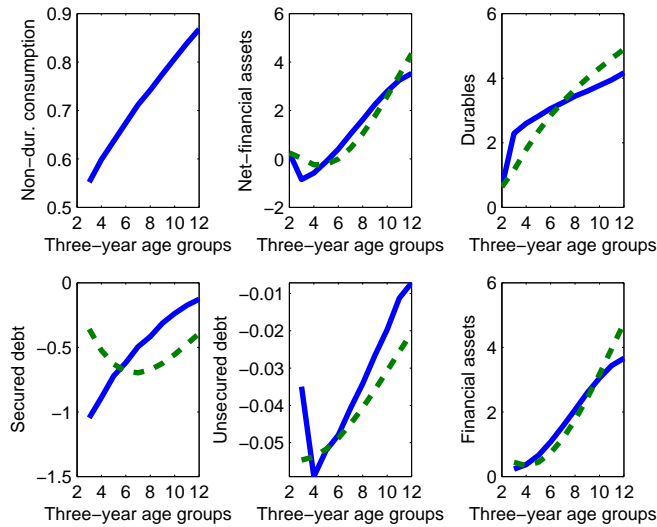 Non−dur. consumption
0.9
0.8
0.7
0.6
0.5
2 4 6 8 10 12
Three−year age groups
Net−financial assets
6
4
2
0
−2
2 4 6 8 10 12
Three−year age groups
Durables
6
4
2
0
2 4 6 8 10 12
Three−year age groups
Secured debt
0
−0.5
−1
−1.5
2 4 6 8 10 12
Three−year age groups
Unsecured debt
−0.01
−0.02
−0.03
−0.04
−0.05
2 4 6 8 10 12
Three−year age groups
Financial assets
6
4
2
0
2 4 6 8 10 12
Three−year age groups